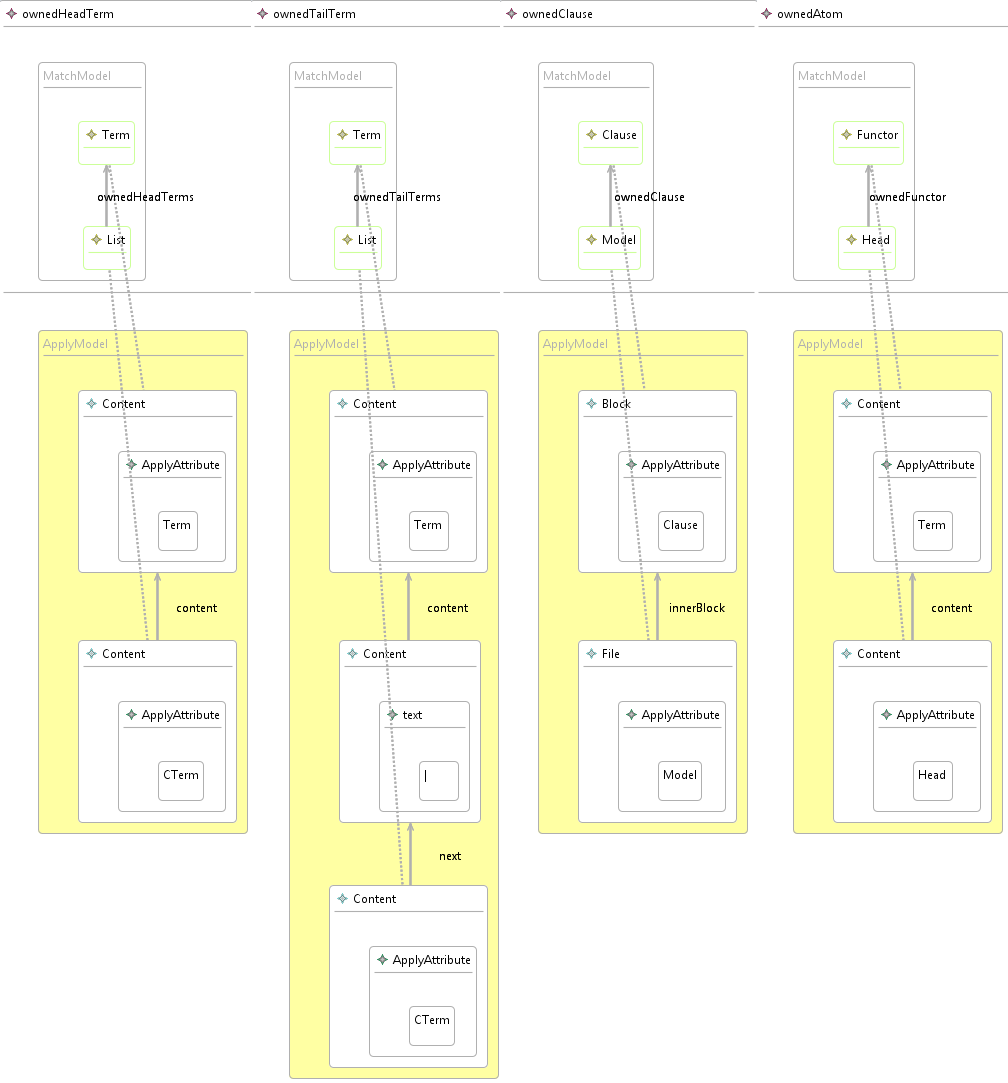 ownedHeadTerm
MatchModel
Term
ownedHeadTerms
List
ApplyModel
Content
ApplyAttribute
Term
content
Content
ApplyAttribute
CTerm
ownedTailTerm
MatchModel
Term
ownedTailTerms
List
ApplyModel
Content
ApplyAttribute
Term
content
Content
text
|
next
Content
ApplyAttribute
CTerm
ownedClause
MatchModel
Clause
ownedClause
Model
ApplyModel
Block
ApplyAttribute
Clause
innerBlock
File
ApplyAttribute
Model
ownedAtom
MatchModel
Functor
ownedFunctor
Head
ApplyModel
Content
ApplyAttribute
Term
content
Content
ApplyAttribute
Head